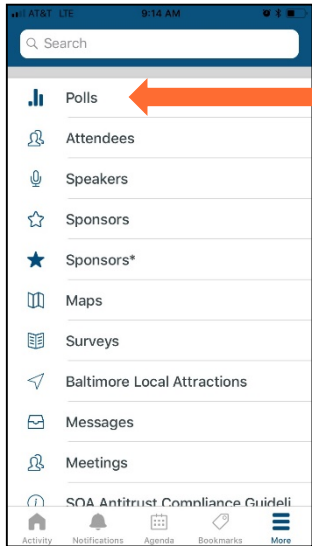 AT&T LTE 9:14 AM
Search
Polls
Attendees
Speakers
Sponsors
Sponsors*
Maps
Surveys
Baltimore Local Attractions
Messages
Meetings
SOA Antitrust Compliance Guideli
Activity Notifications Agenda Bookmarks More